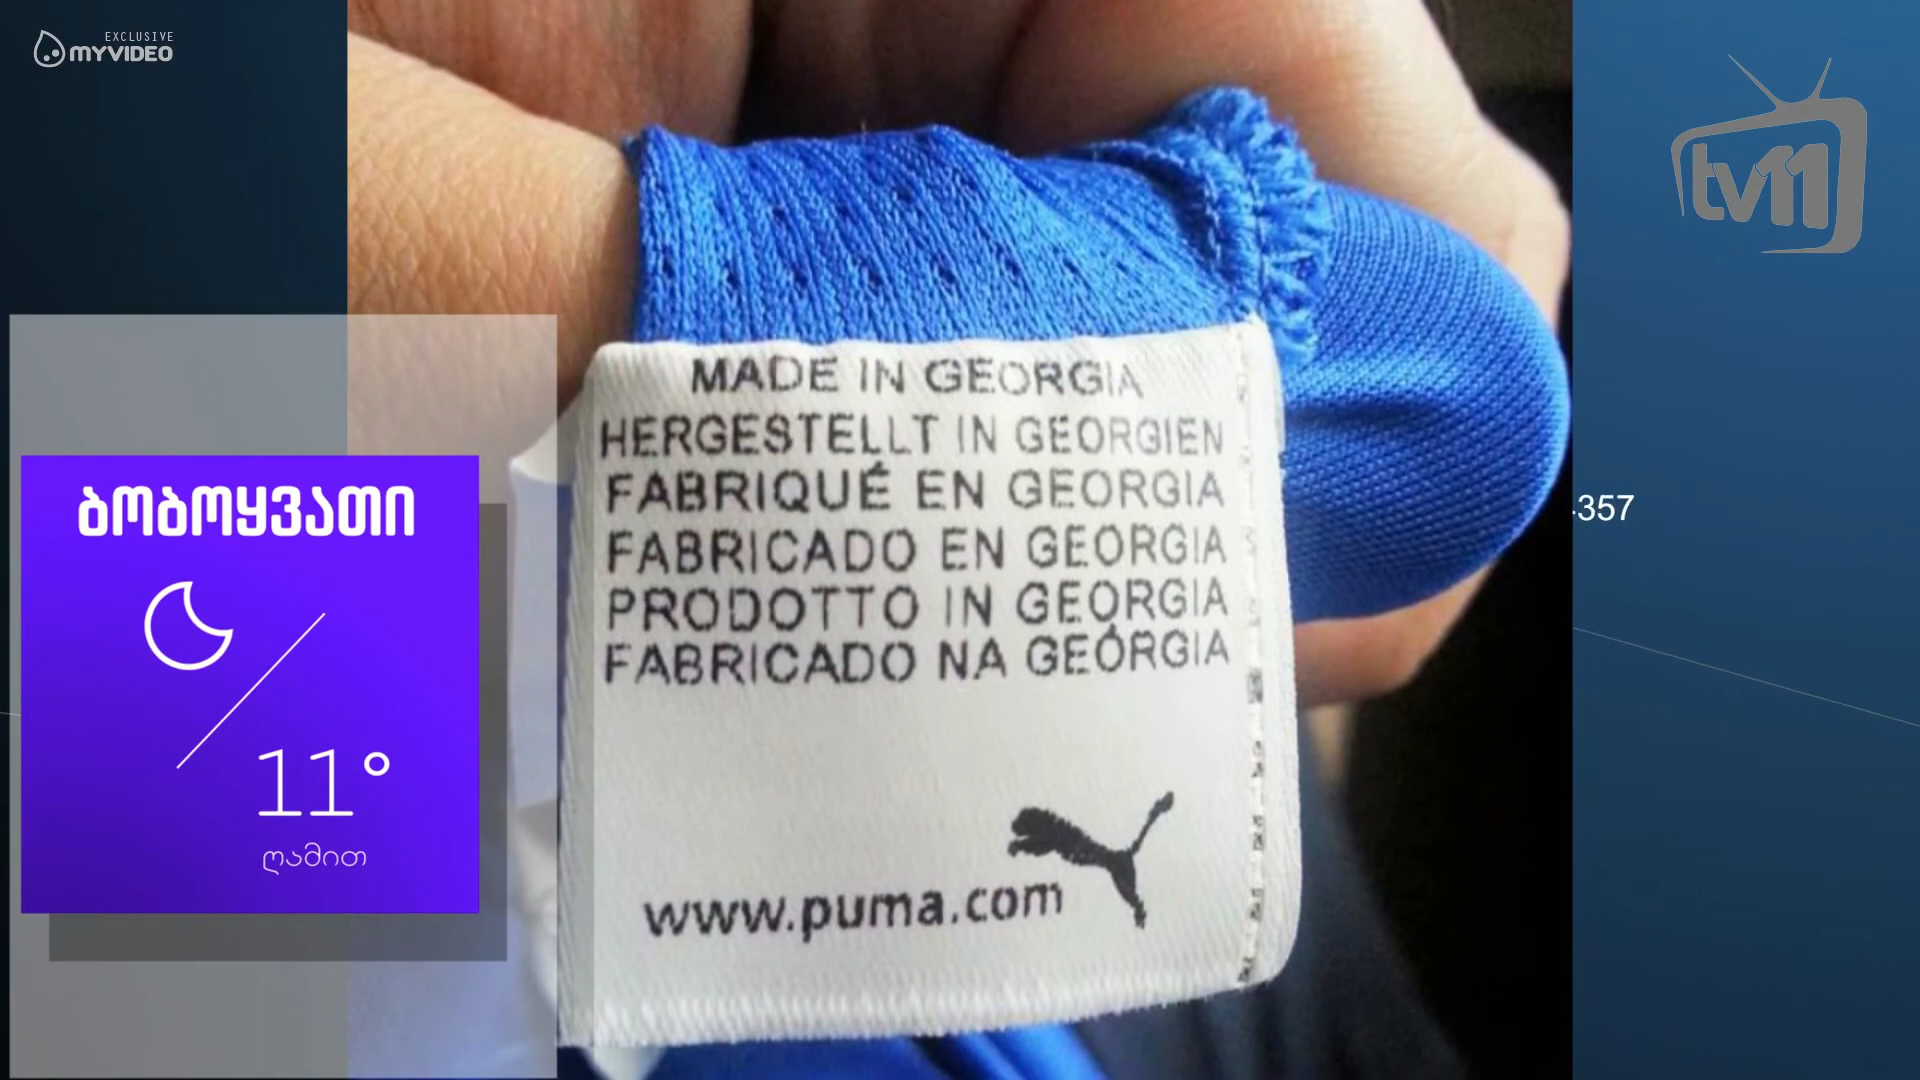 EXCLUSIVE
MYVIDEO
tv11
MADE IN GEORGIA
HERGESTELLT IN GEORGIEN
FABRIQUÉ EN GEORGIA
FABRICADO EN GEORGIA
PRODOTTO IN GEORGIA
FABRICADO NA GEÓRGIA
www.puma.com
ბობოყვათი
11°
ღამით
357